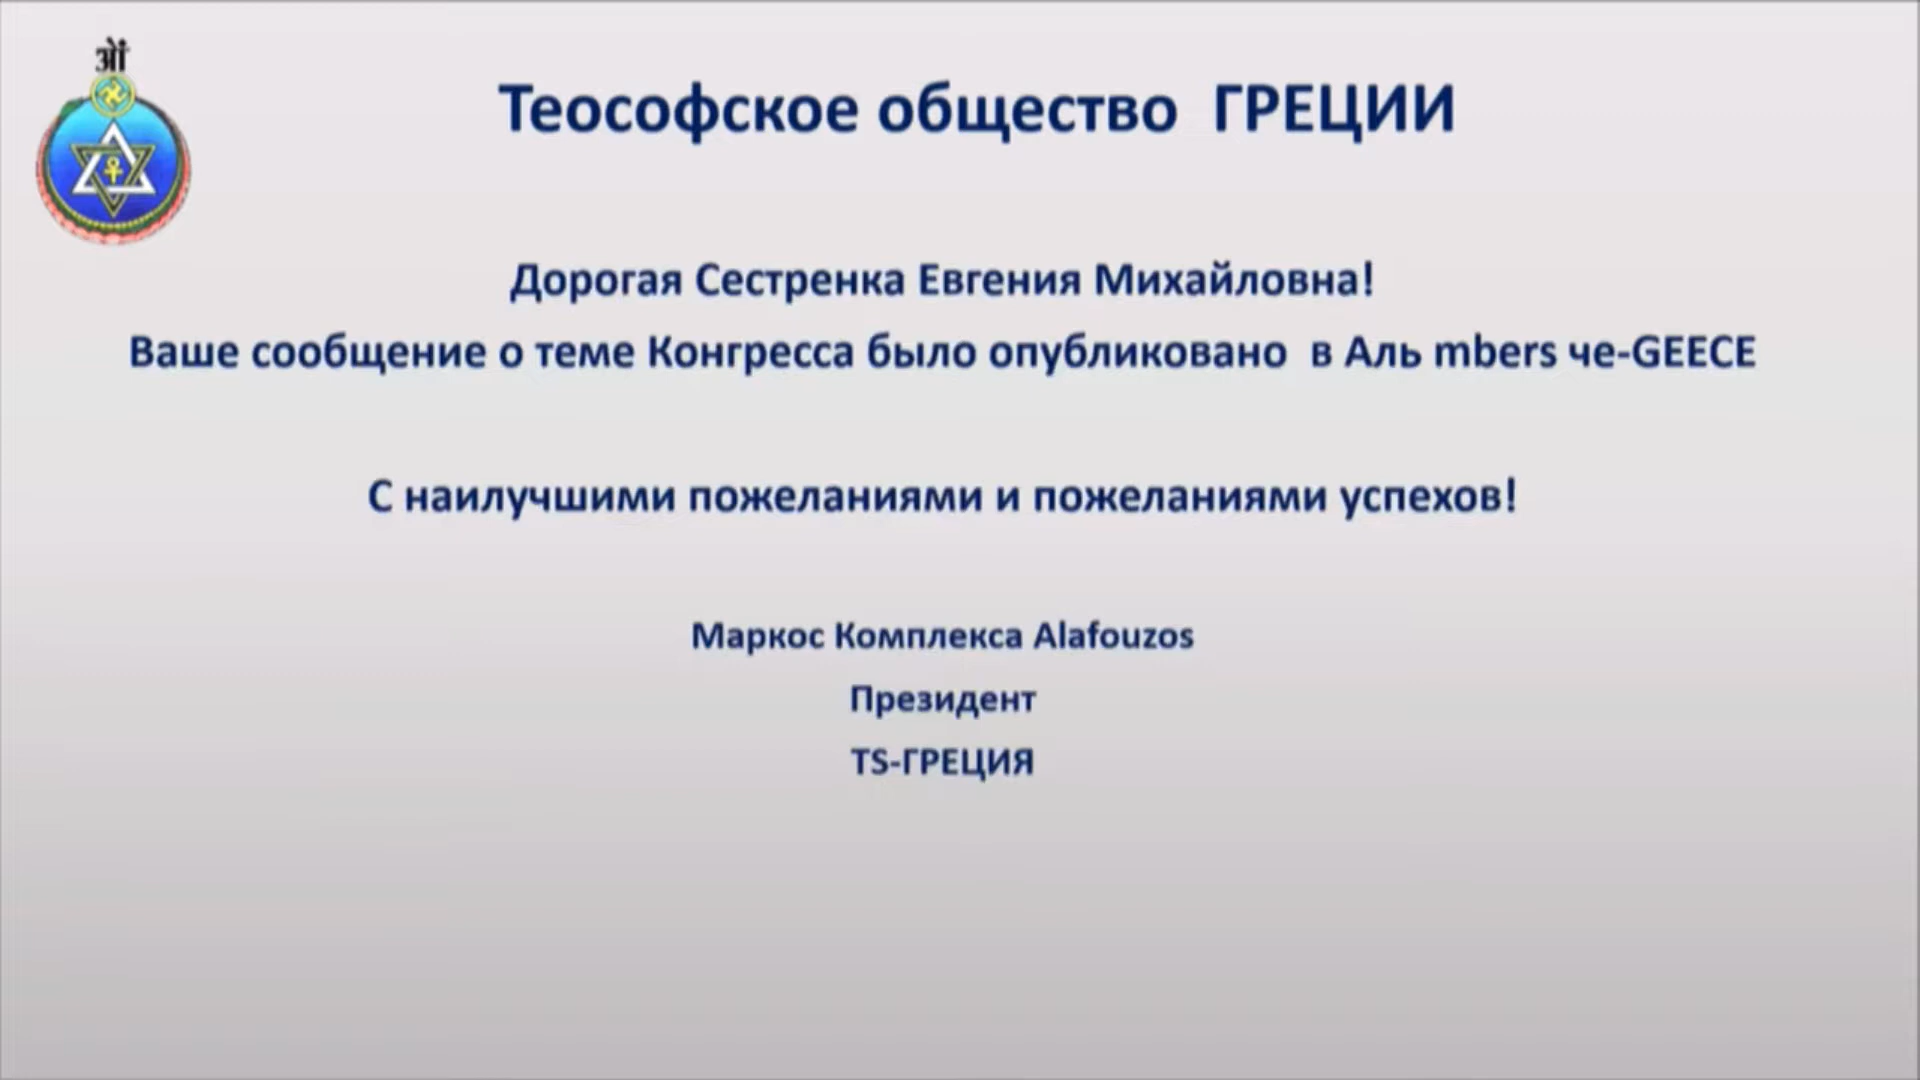 ओं
Теософское общество ГРЕЦИИ
Дорогая Сестренка Евгения Михайловна!
Ваше сообщение о теме Конгресса было опубликовано в Аль mbers че-GEECE
С наилучшими пожеланиями и пожеланиями успехов!
Маркос Комплекса Alafouzos
Президент
TS-ГРЕЦИЯ